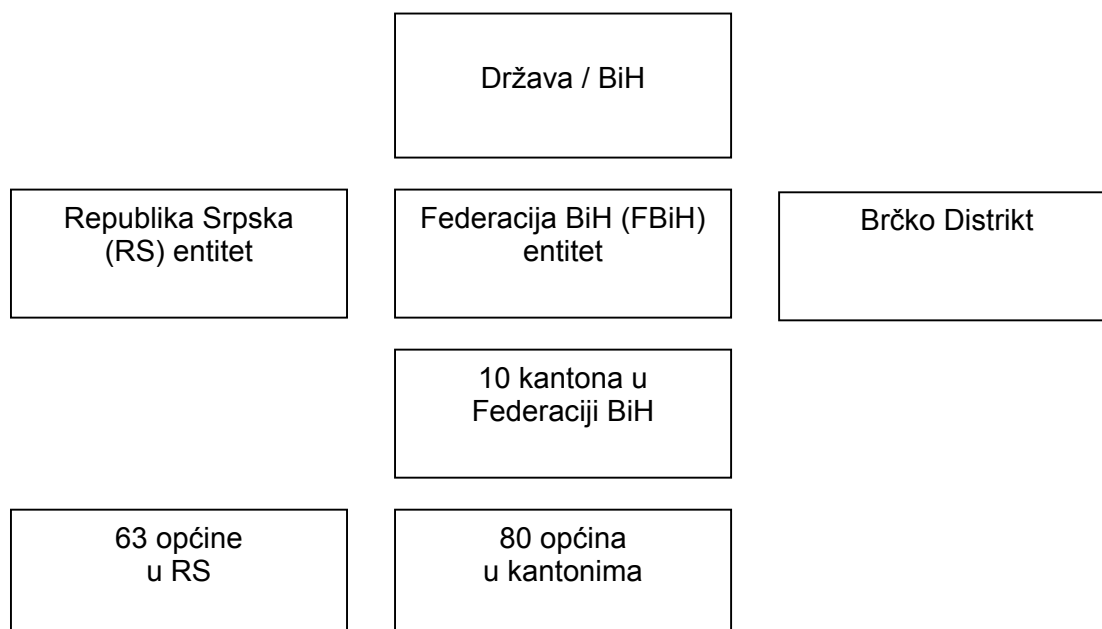 Država / BiH
Republika Srpska
(RS) entitet
Federacija BiH (FBiH)
entitet
Brčko Distrikt
10 kantona u
Federaciji BiH
63 općine
u RS
80 općina
u kantonima